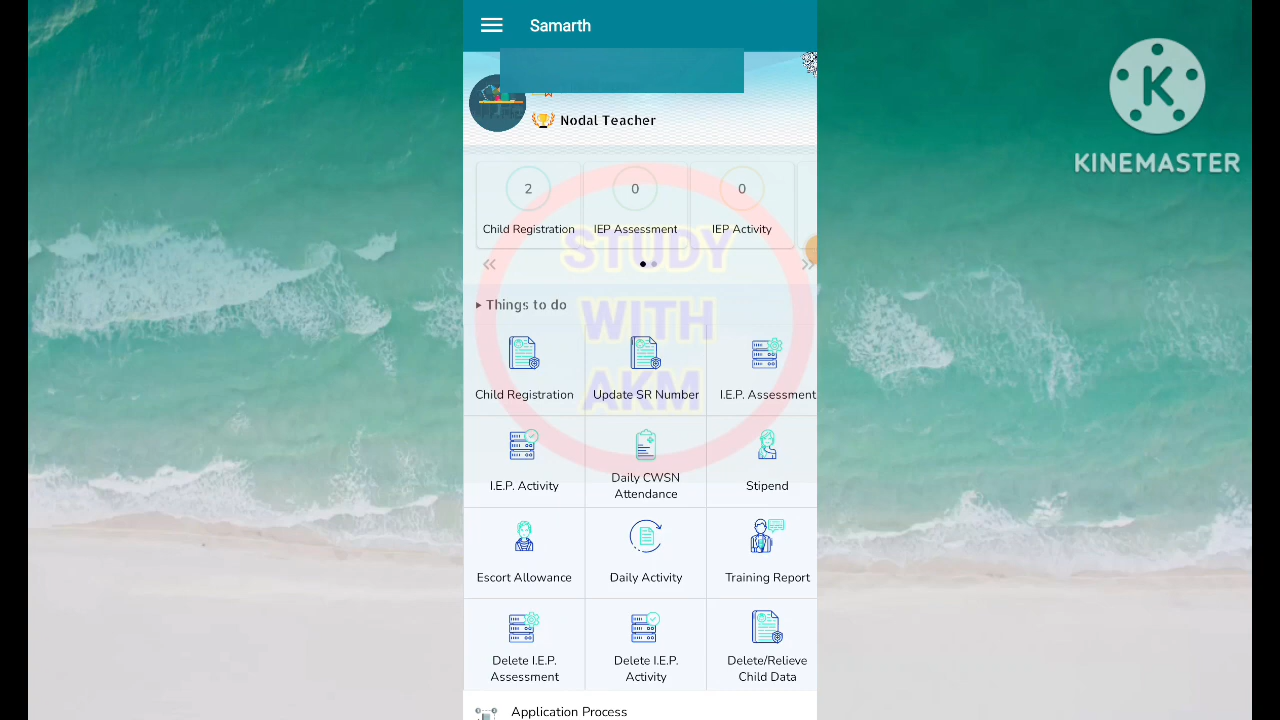 Samarth
K
KINEMASTER
Nodal Teacher
2
0
0
Child Registration
IEP Assessment
IEP Activity
STUDY
WITH
AKM
Things to do
Child Registration
Update SR Number
I.E.P. Assessment
I.E.P. Activity
Daily CWSN
Attendance
Stipend
Escort Allowance
Daily Activity
Training Report
Delete I.E.P.
Assessment
Delete I.E.P.
Activity
Delete/Relieve
Child Data
Application Process